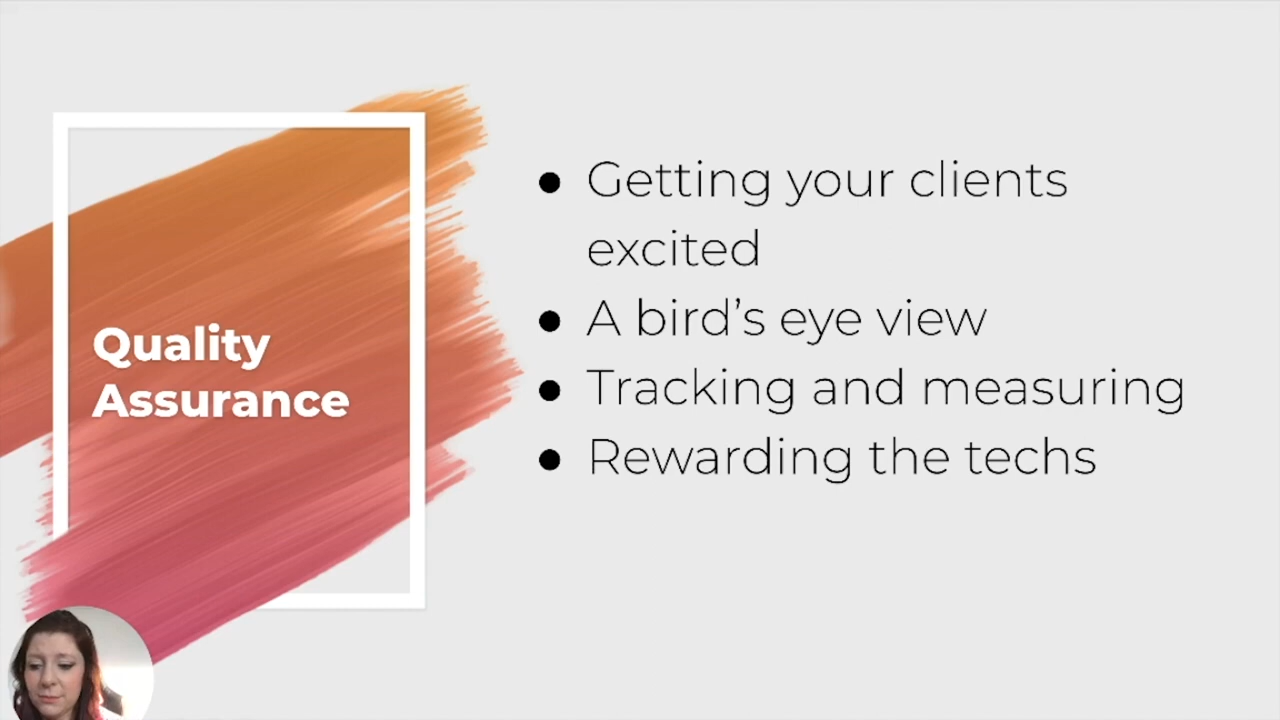 Quality
Assurance
● Getting your clients
excited
● A bird’s eye view
● Tracking and measuring
● Rewarding the techs